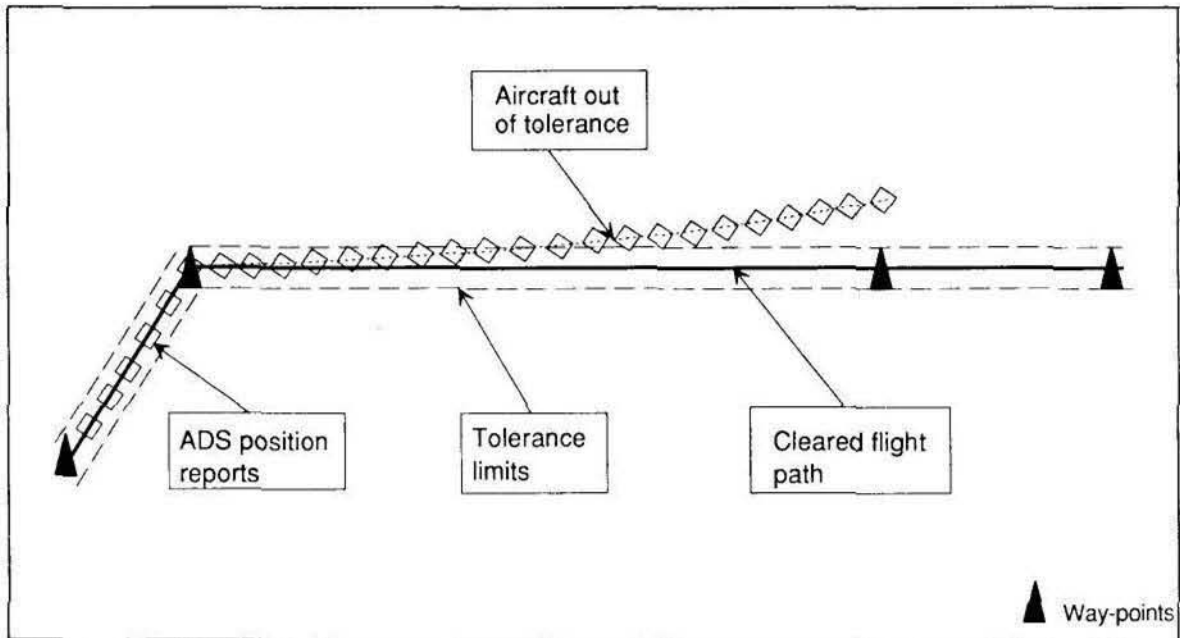 Aircraft out
of tolerance
ADS position
reports
Tolerance
limits
Cleared flight
path
Way-points